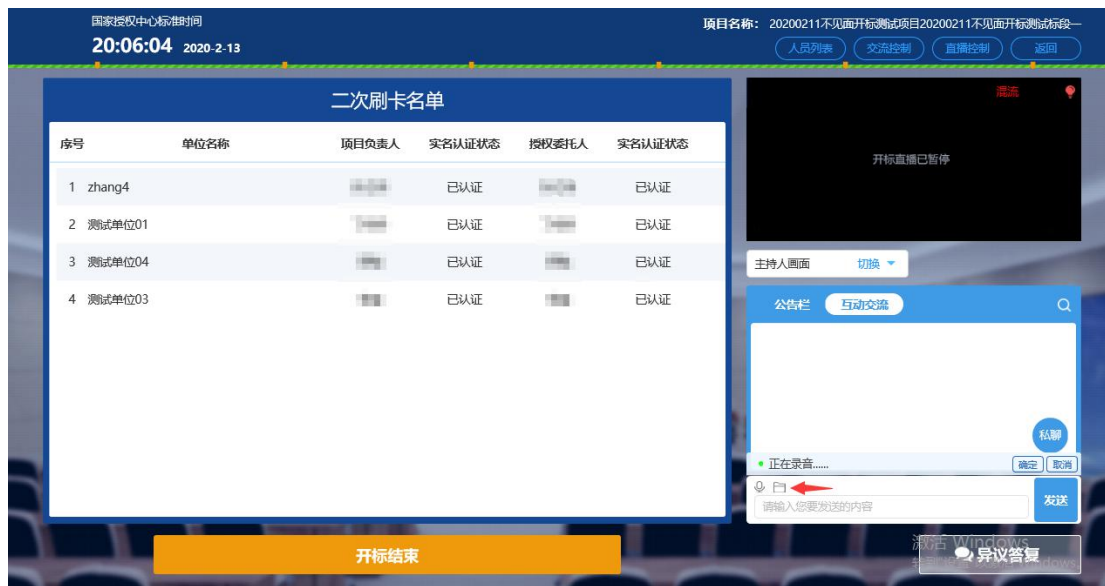 国家授权中心标准时间
20:06:04 2020-2-13
项目名称: 20200211不见面开标测试项目20200211不见面开标测试标段一
人员列表 交流控制 直播控制 返回
二次刷卡名单
序号 单位名称 项目负责人 实名认证状态 授权委托人 实名认证状态
1 zhang4 已认证 已认证
2 测试单位01 已认证 已认证
3 测试单位04 已认证 已认证
4 测试单位03 已认证 已认证
混流
开标直播已暂停
主持人画面 切换
公告栏 互动交流
私聊
正在录音...... 确定 取消
请输入您要发送的内容
发送
开标结束
激活 Windows
异议答复